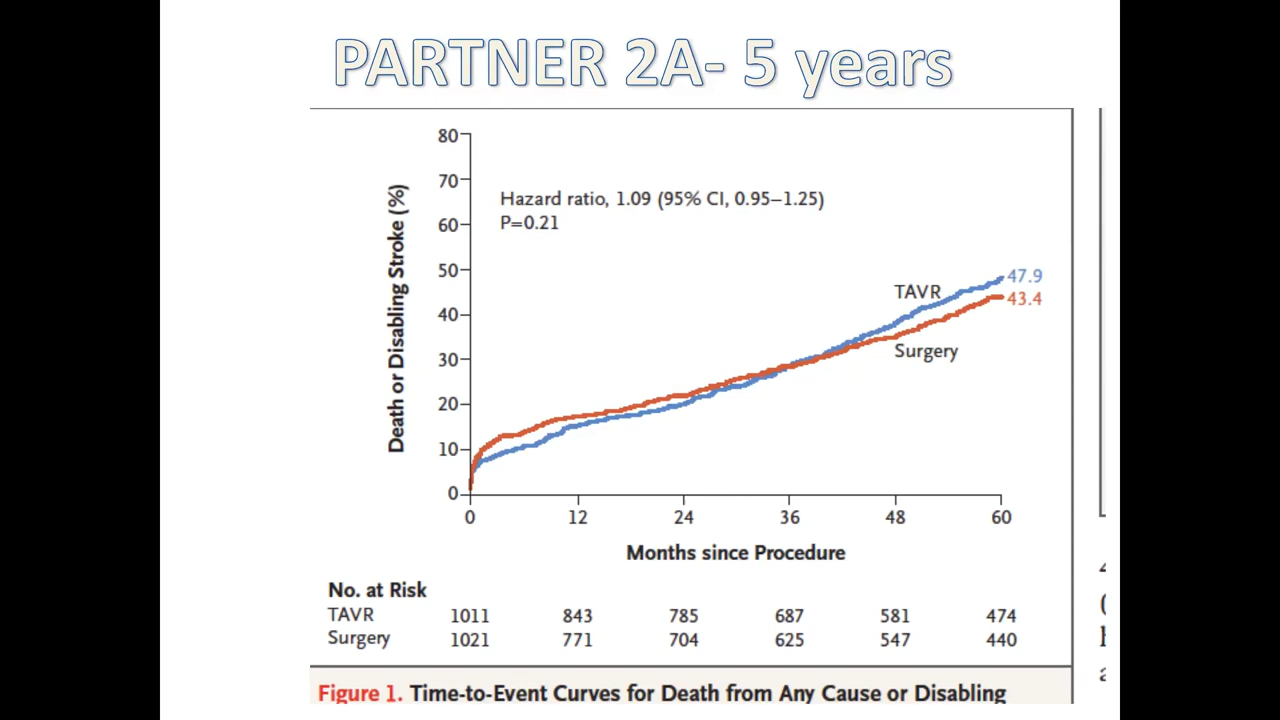 PARTNER 2A- 5 years
80
70
60
50
40
30
20
10
0
Death or Disabling Stroke (%)
Hazard ratio, 1.09 (95% CI, 0.95–1.25)
P=0.21
TAVR
47.9
43.4
Surgery
0 12 24 36 48 60
Months since Procedure
No. at Risk
TAVR 1011 843 785 687 581 474
Surgery 1021 771 704 625 547 440
Figure 1. Time-to-Event Curves for Death from Any Cause or Disabling